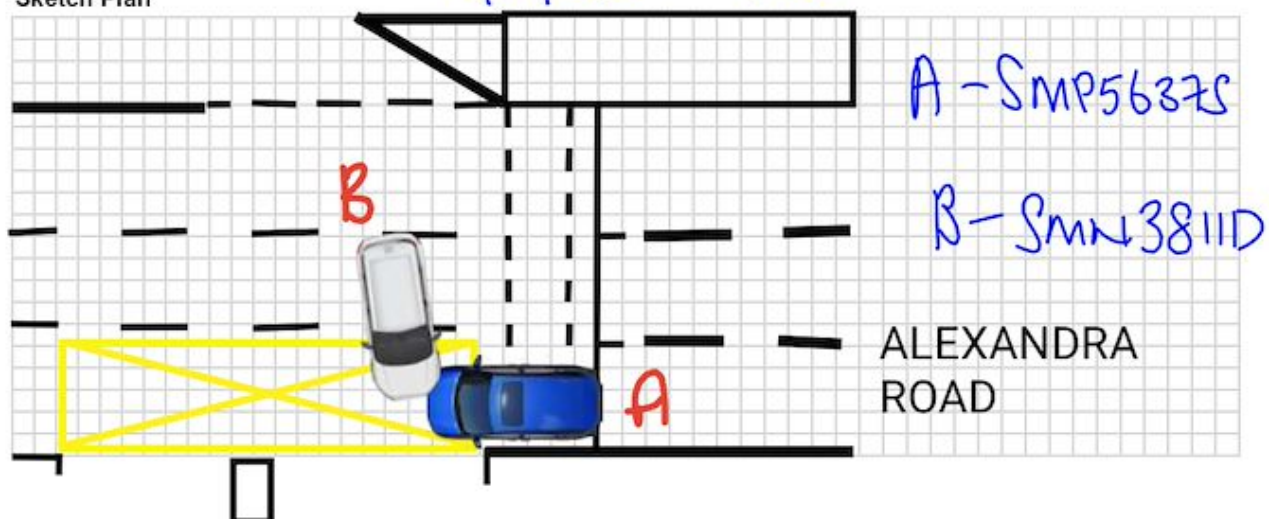 Sketch Plan
A - SMP5637S
B
B - SMN3811D
ALEXANDRA
ROAD
A